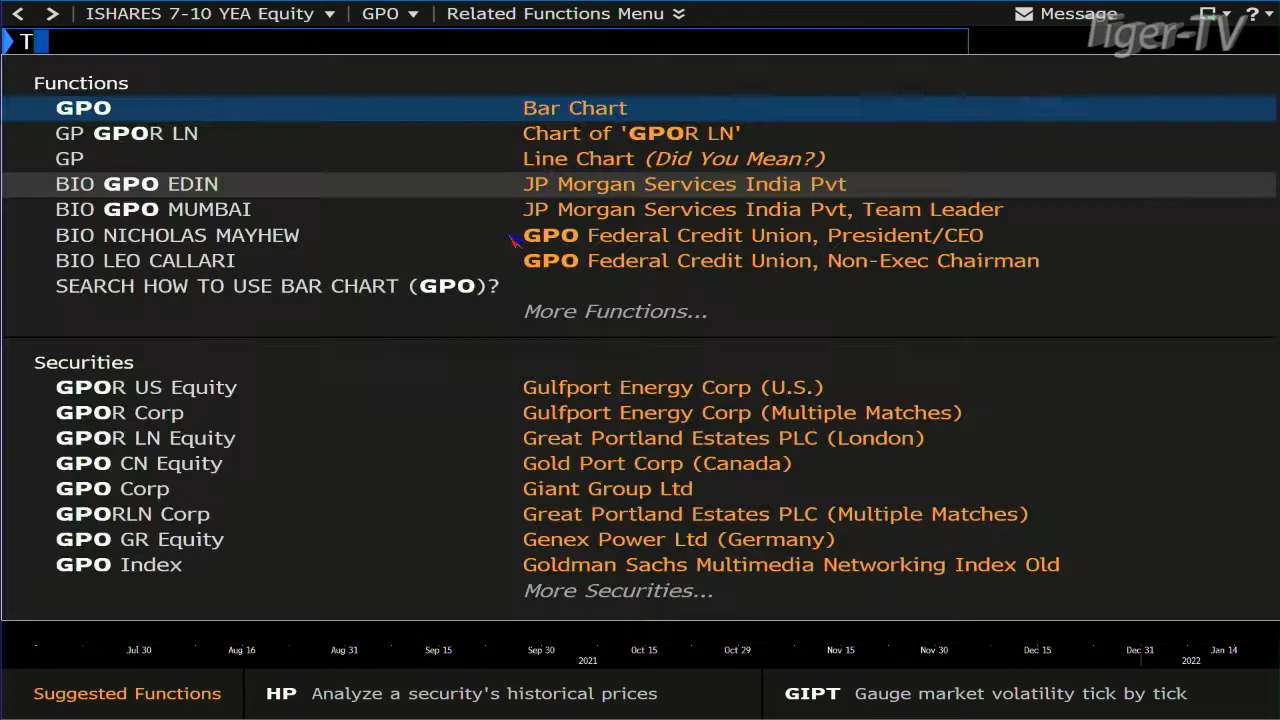 < > ISHARES 7-10 YEA Equity GPO Related Functions Menu Message ?
Tiger-TV
T
Functions
GPO Bar Chart
GP GPOR LN Chart of 'GPOR LN'
GP Line Chart (Did You Mean?)
BIO GPO EDIN JP Morgan Services India Pvt
BIO GPO MUMBAI JP Morgan Services India Pvt, Team Leader
BIO NICHOLAS MAYHEW GPO Federal Credit Union, President/CEO
BIO LEO CALLARI GPO Federal Credit Union, Non-Exec Chairman
SEARCH HOW TO USE BAR CHART (GPO)?
More Functions...
Securities
GPOR US Equity Gulfport Energy Corp (U.S.)
GPOR Corp Gulfport Energy Corp (Multiple Matches)
GPOR LN Equity Great Portland Estates PLC (London)
GPO CN Equity Gold Port Corp (Canada)
GPO Corp Giant Group Ltd
GPORLN Corp Great Portland Estates PLC (Multiple Matches)
GPO GR Equity Genex Power Ltd (Germany)
GPO Index Goldman Sachs Multimedia Networking Index Old
More Securities...
Jul 30 Aug 16 Aug 31 Sep 15 Sep 30 Oct 15 Oct 29 Nov 15 Nov 30 Dec 15 Dec 31 Jan 14
2021 2022
Suggested Functions HP Analyze a security's historical prices GIPT Gauge market volatility tick by tick